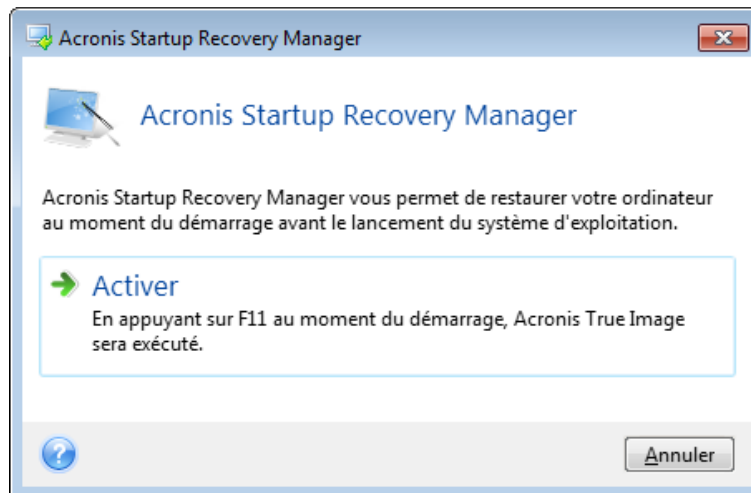 Acronis Startup Recovery Manager
Acronis Startup Recovery Manager
Acronis Startup Recovery Manager vous permet de restaurer votre ordinateur
au moment du démarrage avant le lancement du système d'exploitation.
Activer
En appuyant sur F11 au moment du démarrage, Acronis True Image
sera exécuté.
?
Annuler